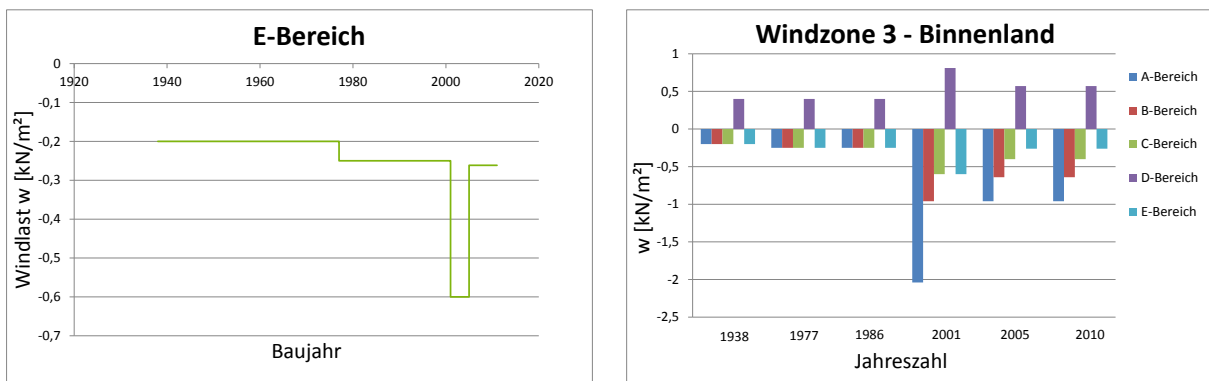 E-Bereich
0
1920 1940 1960 1980 2000 2020
-0,1
-0,2
-0,3
-0,4
-0,5
-0,6
-0,7
Windlast w [kN/m²]
Baujahr
Windzone 3 - Binnenland
1
0,5
0
-0,5
-1
-1,5
-2
-2,5
w [kN/m²]
1938 1977 1986 2001 2005 2010
Jahreszahl
A-Bereich
B-Bereich
C-Bereich
D-Bereich
E-Bereich